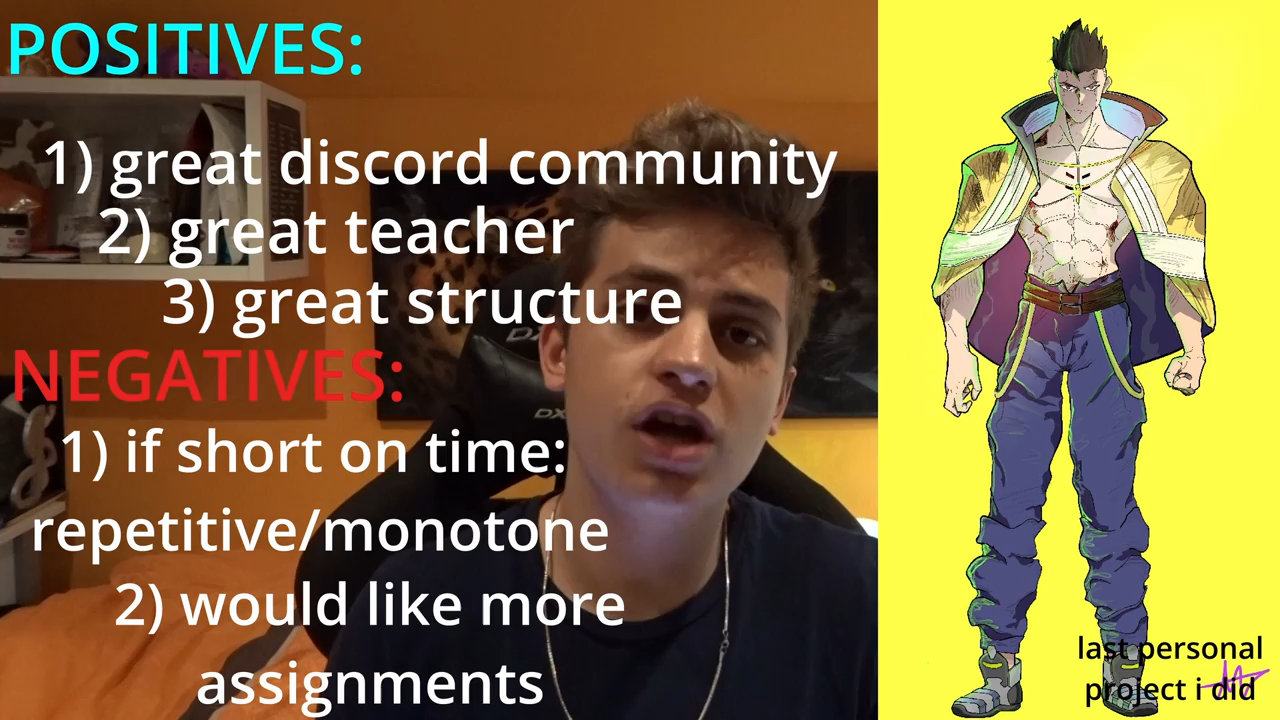 POSITIVES:
1) great discord community
2) great teacher
3) great structure
NEGATIVES:
1) if short on time:
repetitive/monotone
2) would like more
assignments
last personal
project i did